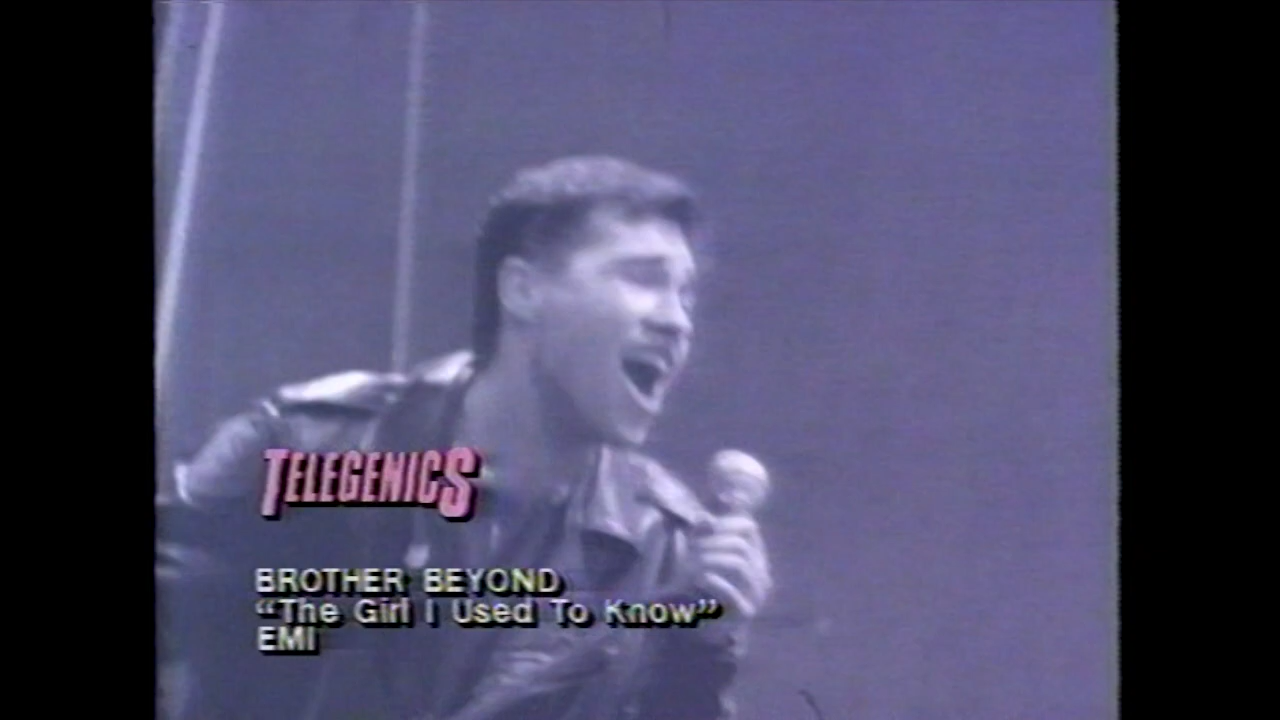 TELEGENICS
BROTHER BEYOND
“The Girl I Used To Know”
EMI